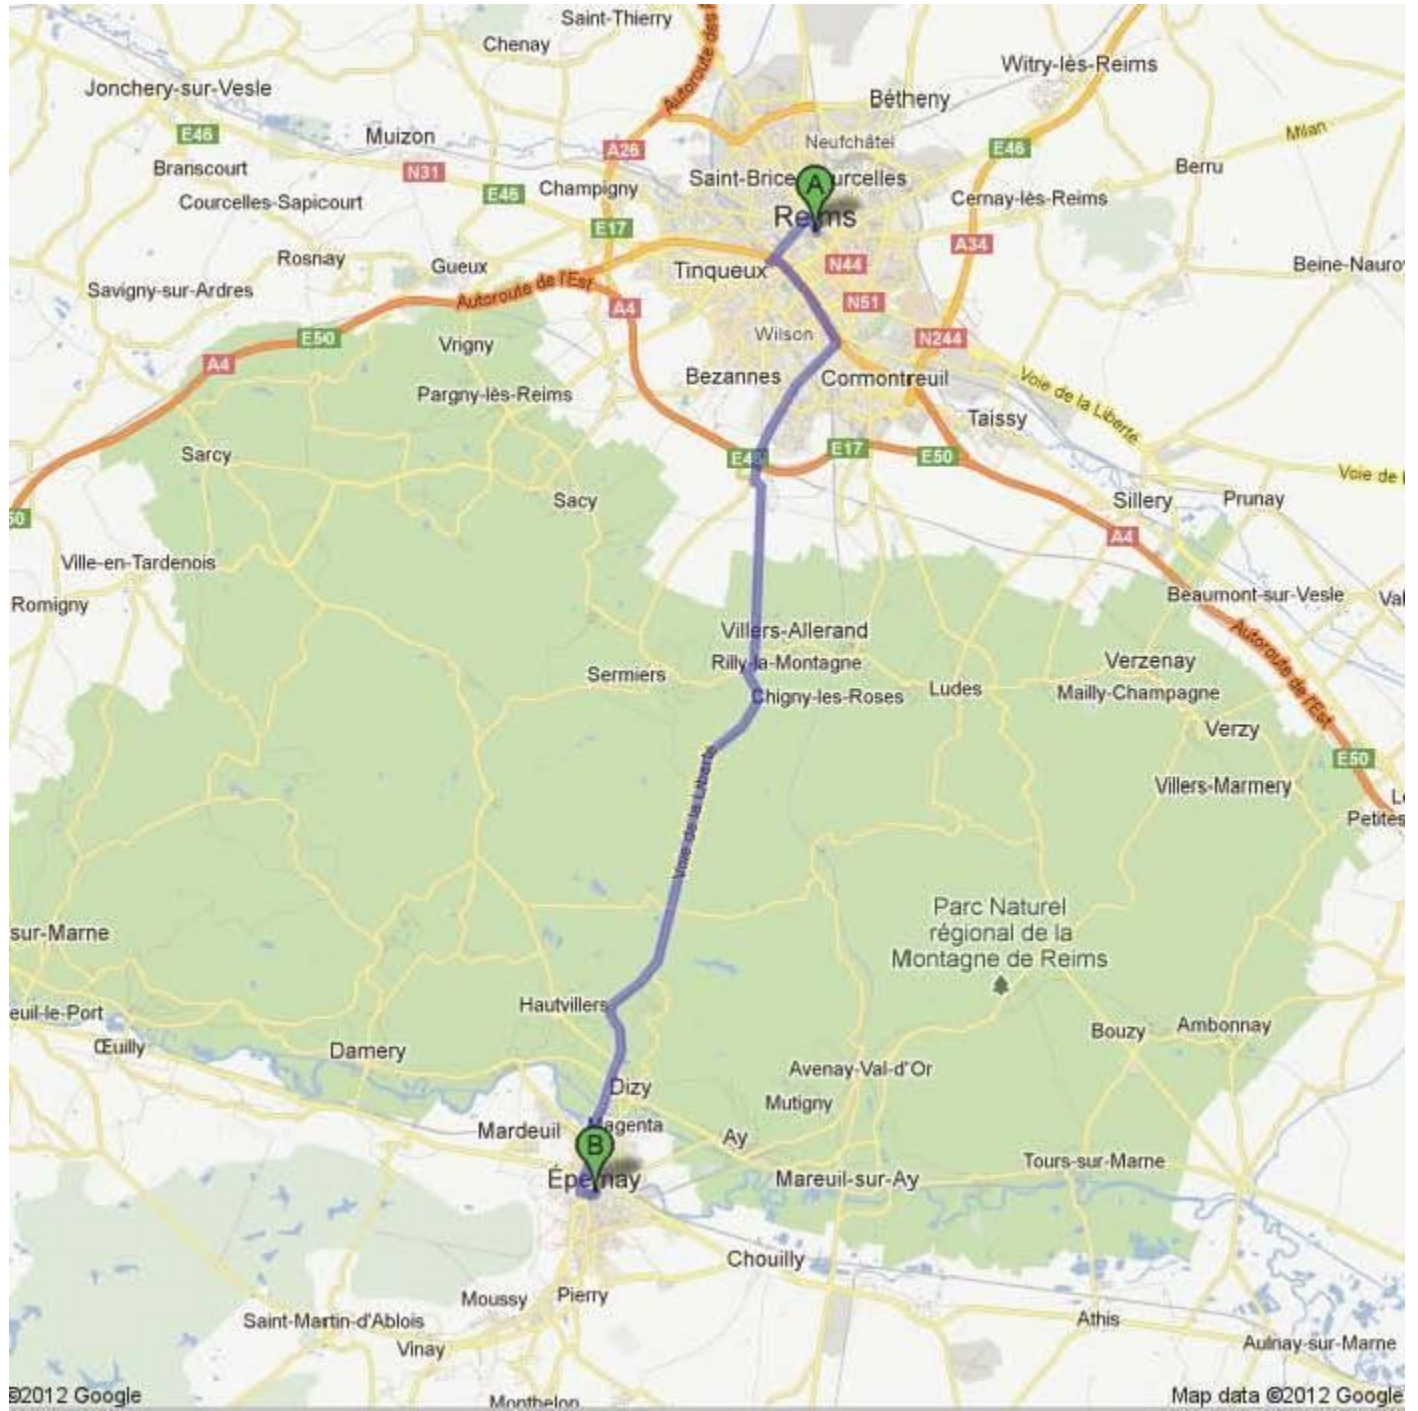 Saint-Thierry
Chenay
Autoroute des
Witry-lès-Reims
Jonchery-sur-Vesle
Bétheny
E46
Muizon
A26
Neufchâtel
E46
Milan
Branscourt
N31
E46
Champigny
Saint-Brice
urcelles
A
Berru
Courcelles-Sapicourt
Cernay-lès-Reims
Reims
E17
A34
Rosnay
Gueux
Tinqueux
N44
Beine-Nauroy
Savigny-sur-Ardres
Autoroute de l'Est
A4
N51
E50
Vrigny
Wilson
N244
A4
Pargny-lès-Reims
Bezannes
Cormontreuil
Voie de la Liberté
Taissy
Sarcy
E46
E17
E50
Voie de l
Sacy
Sillery
Prunay
50
A4
Ville-en-Tardenois
Romigny
Beaumont-sur-Vesle
Val
Villers-Allerand
Autoroute de l'Est
Rilly-la-Montagne
Verzenay
Sermiers
Chigny-les-Roses
Ludes
Mailly-Champagne
Verzy
Voie de la Liberté
E50
Villers-Marmery
Le
Petites
Parc Naturel
régional de la
Montagne de Reims
sur-Marne
Hautvillers
euil-le-Port
Œuilly
Damery
Bouzy
Ambonnay
Avenay-Val-d'Or
Dizy
Mutigny
Magenta
Mardeuil
Ay
B
Épernay
Mareuil-sur-Ay
Tours-sur-Marne
Chouilly
Moussy
Pierry
Saint-Martin-d'Ablois
Athis
Vinay
Aulnay-sur-Marne
©2012 Google
Monthelon
Map data ©2012 Google